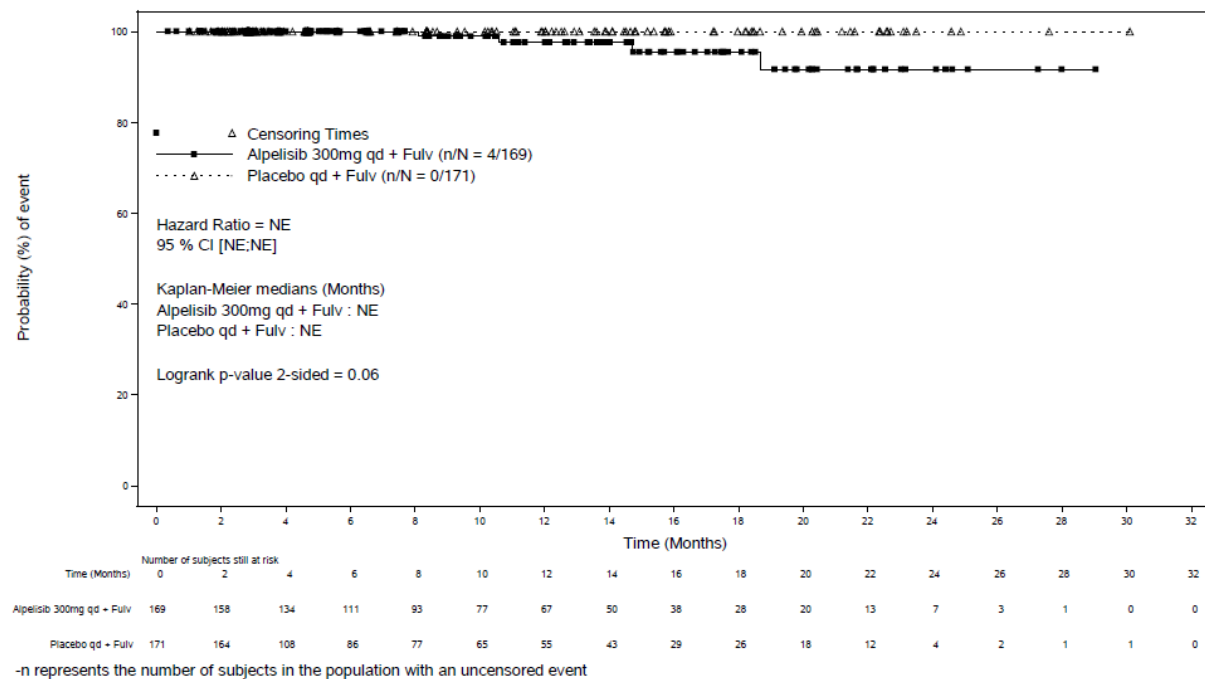 Probability (%) of event
100
80
60
40
20
0
Censoring Times
Alpelisib 300mg qd + Fulv (n/N = 4/169)
Placebo qd + Fulv (n/N = 0/171)
Hazard Ratio = NE
95 % CI [NE;NE]
Kaplan-Meier medians (Months)
Alpelisib 300mg qd + Fulv : NE
Placebo qd + Fulv : NE
Logrank p-value 2-sided = 0.06
0 2 4 6 8 10 12 14 16 18 20 22 24 26 28 30 32
Time (Months)
Number of subjects still at risk
Time (Months) 0 2 4 6 8 10 12 14 16 18 20 22 24 26 28 30 32
Alpelisib 300mg qd + Fulv 169 158 134 111 93 77 67 50 38 28 20 13 7 3 1 0 0
Placebo qd + Fulv 171 164 108 86 77 65 55 43 29 26 18 12 4 2 1 1 0
-n represents the number of subjects in the population with an uncensored event